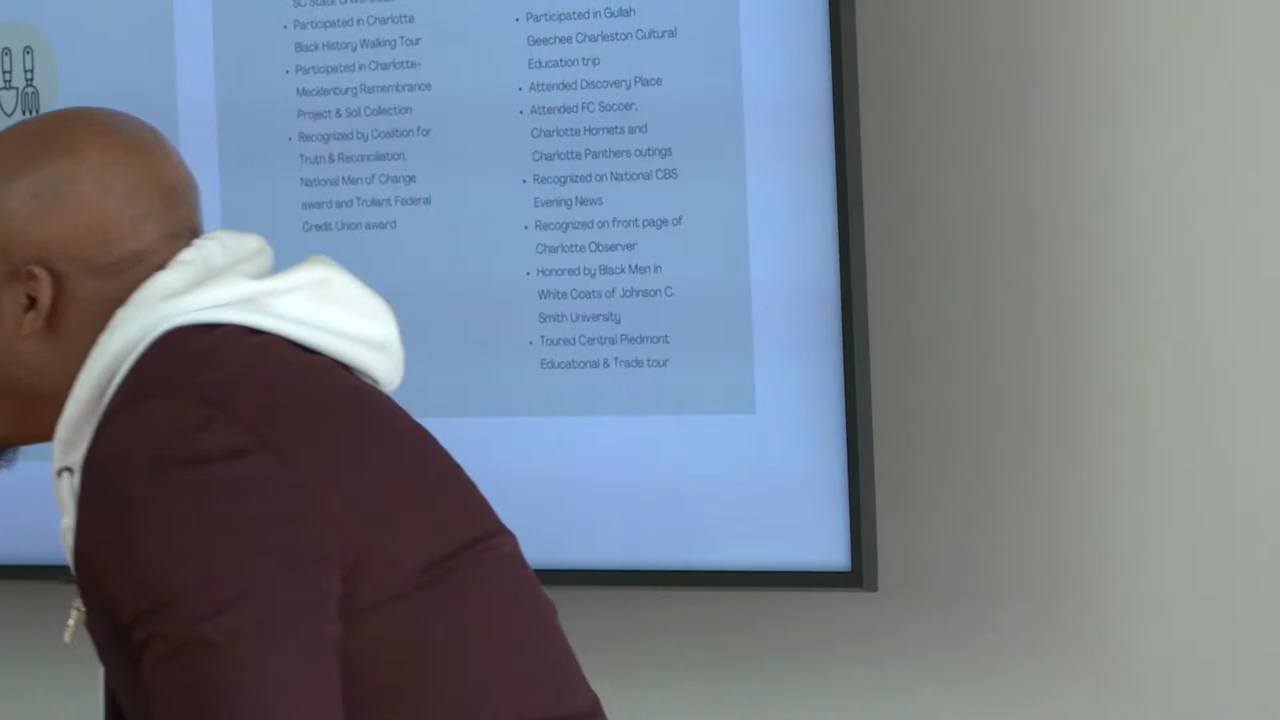 SC State
• Participated in Charlotte
Black History Walking Tour
• Participated in Charlotte-
Mecklenburg Remembrance
Project & Soil Collection
• Recognized by Coalition for
Truth & Reconciliation,
National Men of Change
award and Truliant Federal
Credit Union award
• Participated in Gullah
Geechee Charleston Cultural
Education trip
• Attended Discovery Place
• Attended FC Soccer,
Charlotte Hornets and
Charlotte Panthers outings
• Recognized on National CBS
Evening News
• Recognized on front page of
Charlotte Observer
• Honored by Black Men in
White Coats of Johnson C.
Smith University
• Toured Central Piedmont
Educational & Trade tour